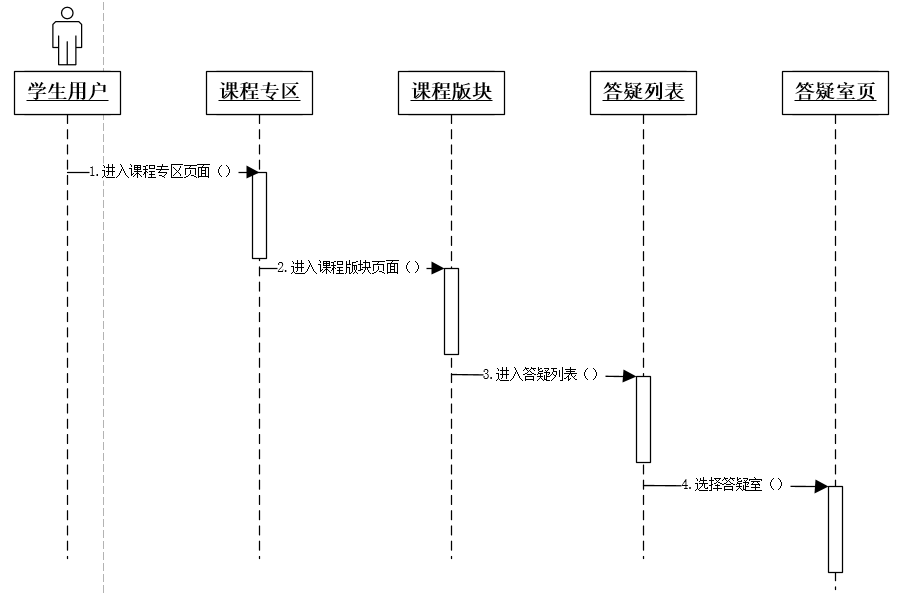 学生用户
课程专区
课程版块
答疑列表
答疑室页
1.进入课程专区页面（）
2.进入课程版块页面（）
3.进入答疑列表（）
4.选择答疑室（）